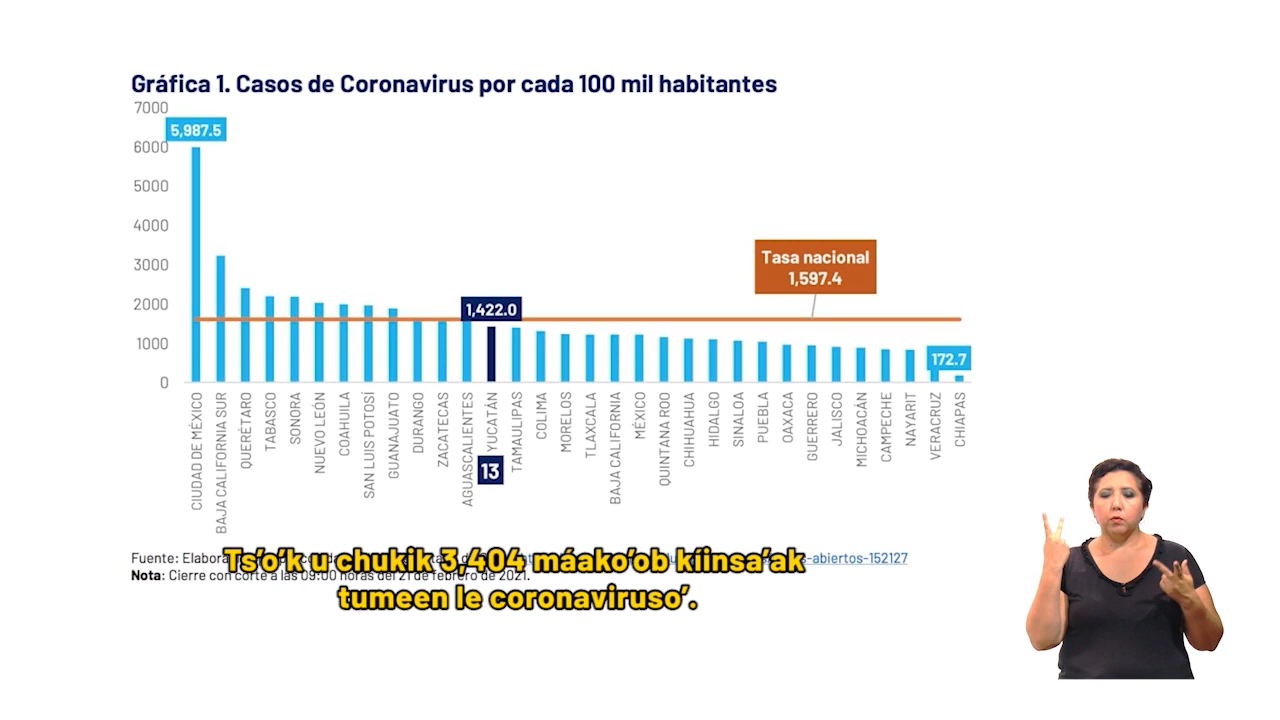 Gráfica 1. Casos de Coronavirus por cada 100 mil habitantes
7000
6000
5000
4000
3000
2000
1000
0
5,987.5
1,422.0
Tasa nacional
1,597.4
172.7
CIUDAD DE MÉXICO
BAJA CALIFORNIA SUR
QUERÉTARO
TABASCO
SONORA
NUEVO LEÓN
COAHUILA
SAN LUIS POTOSÍ
GUANAJUATO
DURANGO
ZACATECAS
AGUASCALIENTES
YUCATÁN
13
TAMAULIPAS
COLIMA
MORELOS
TLAXCALA
BAJA CALIFORNIA
MÉXICO
QUINTANA ROO
CHIHUAHUA
HIDALGO
SINALOA
PUEBLA
OAXACA
GUERRERO
JALISCO
MICHOACÁN
CAMPECHE
NAYARIT
VERACRUZ
CHIAPAS
Fuente: -abiertos-152127
Nota: Cierre con corte a las 09:00 horas del 21 de febrero de 2021.
Ts'o'k u chukik 3,404 máako'ob kíinsa'ak
tumeen le coronaviruso'.